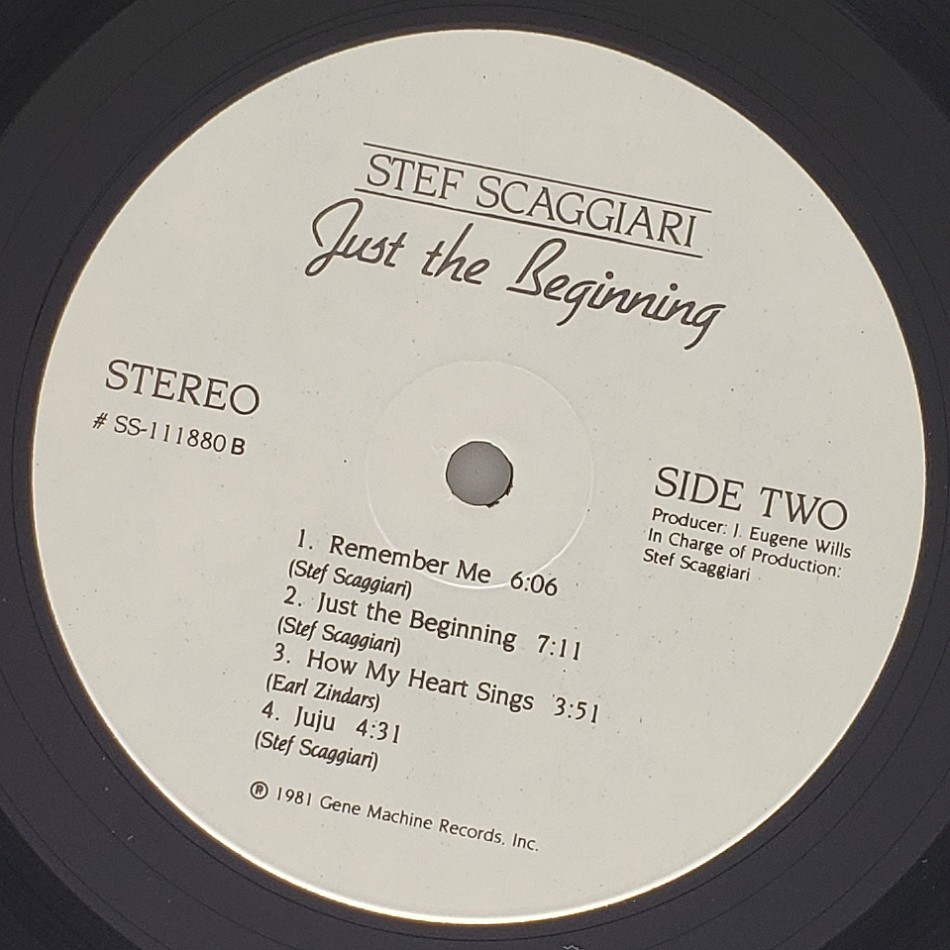 STEF SCAGGIARI
Just the Beginning
STEREO
# SS-111880 B
SIDE TWO
Producer: J. Eugene Wills
In Charge of Production:
Stef Scaggiari
1. Remember Me 6:06
(Stef Scaggiari)
2. Just the Beginning 7:11
(Stef Scaggiari)
3. How My Heart Sings 3:51
(Earl Zindars)
4. Juju 4:31
(Stef Scaggiari)
® 1981 Gene Machine Records, Inc.